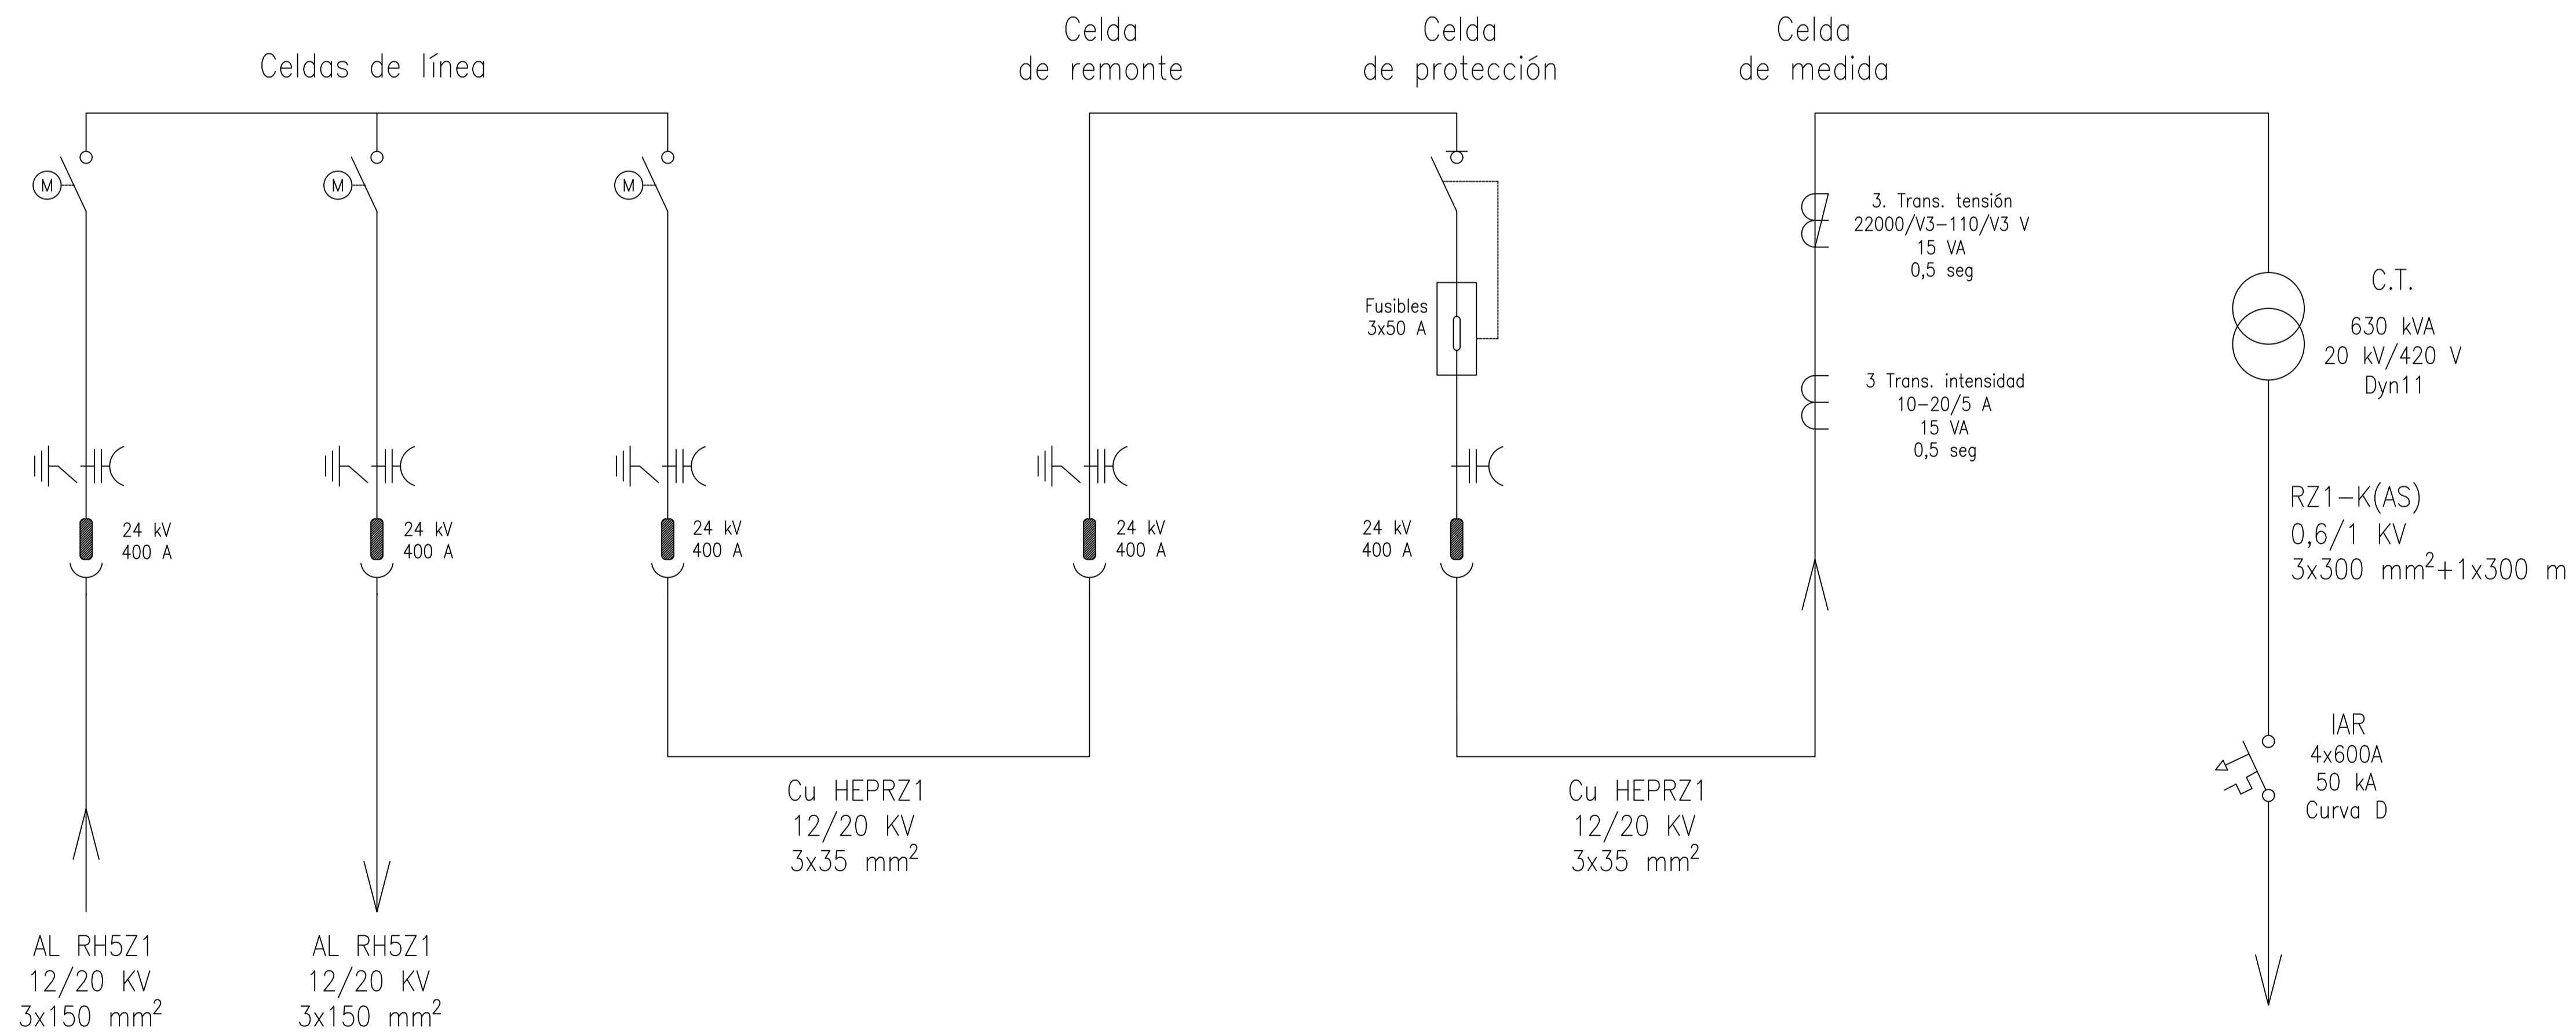 Celdas de línea
Celda
de remonte
Celda
de protección
Celda
de medida
M
M
M
3. Trans. tensión
22000/V3-110/V3 V
15 VA
0,5 seg
Fusibles
3x50 A
C.T.
630 kVA
20 kV/420 V
Dyn11
3 Trans. intensidad
10-20/5 A
15 VA
0,5 seg
24 kV
400 A
24 kV
400 A
24 kV
400 A
24 kV
400 A
24 kV
400 A
RZ1-K(AS)
0,6/1 KV
3x300 mm²+1x300 m
IAR
4x600A
50 kA
Curva D
Cu HEPRZ1
12/20 KV
3x35 mm²
Cu HEPRZ1
12/20 KV
3x35 mm²
AL RH5Z1
12/20 KV
3x150 mm²
AL RH5Z1
12/20 KV
3x150 mm²